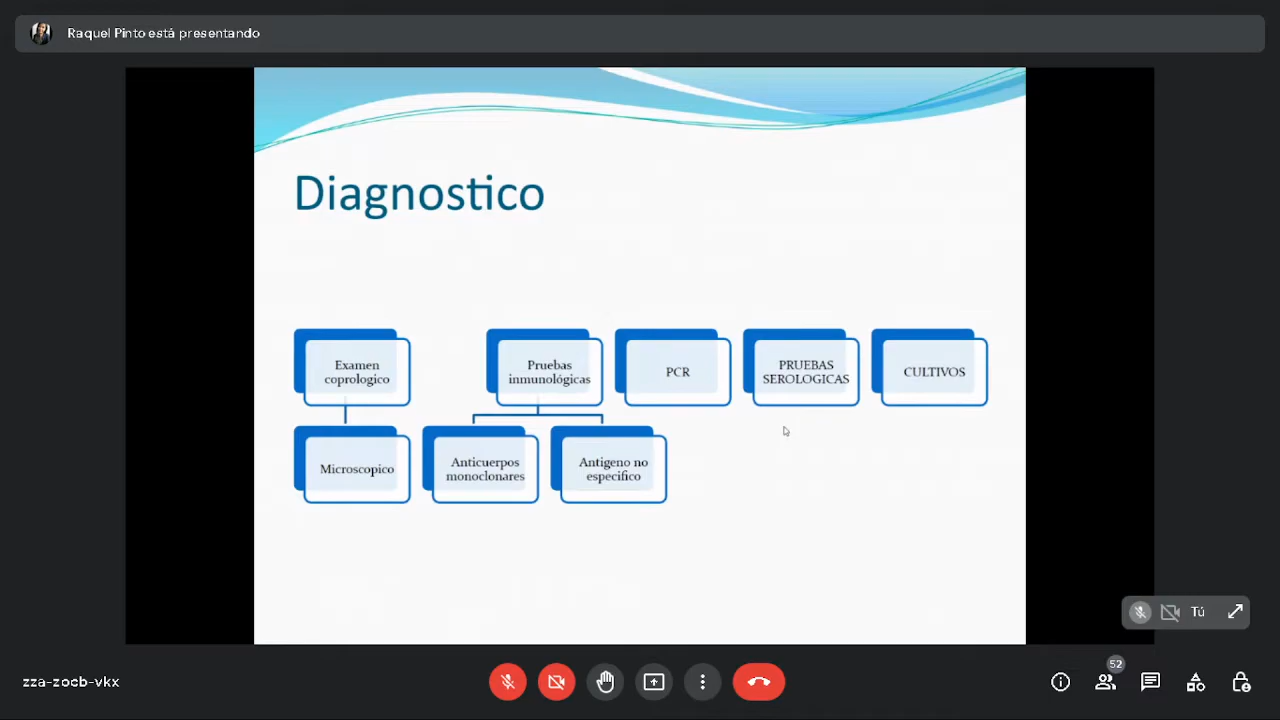 Raquel Pinto está presentando
Diagnostico
Examen
coprologico
Pruebas
inmunológicas
PCR
PRUEBAS
SEROLOGICAS
CULTIVOS
Microscopico
Anticuerpos
monoclonares
Antigeno no
especifico
Tú
zza-zocb-vkx
52